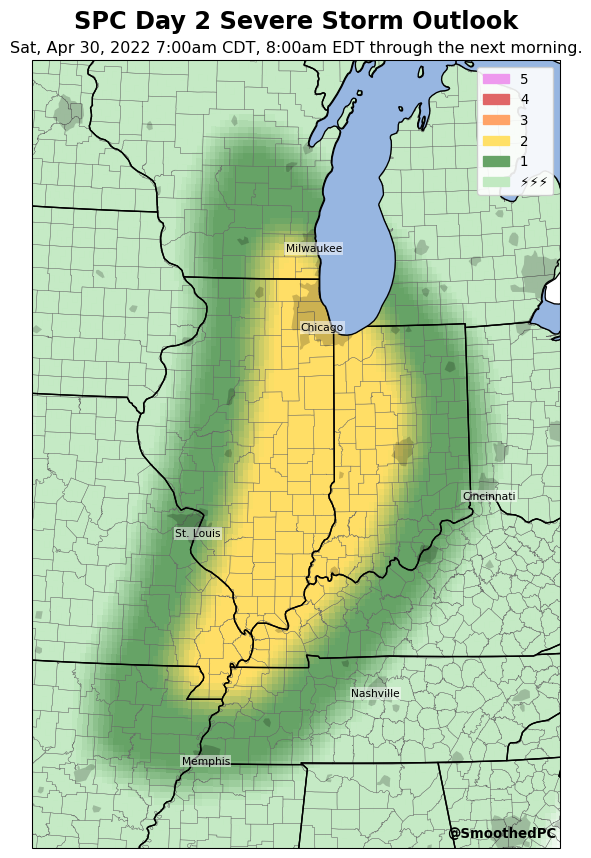 SPC Day 2 Severe Storm Outlook
Sat, Apr 30, 2022 7:00am CDT, 8:00am EDT through the next morning.
5
4
3
2
1
⚡⚡⚡
Milwaukee
Chicago
Cincinnati
St. Louis
Nashville
Memphis
@SmoothedPC